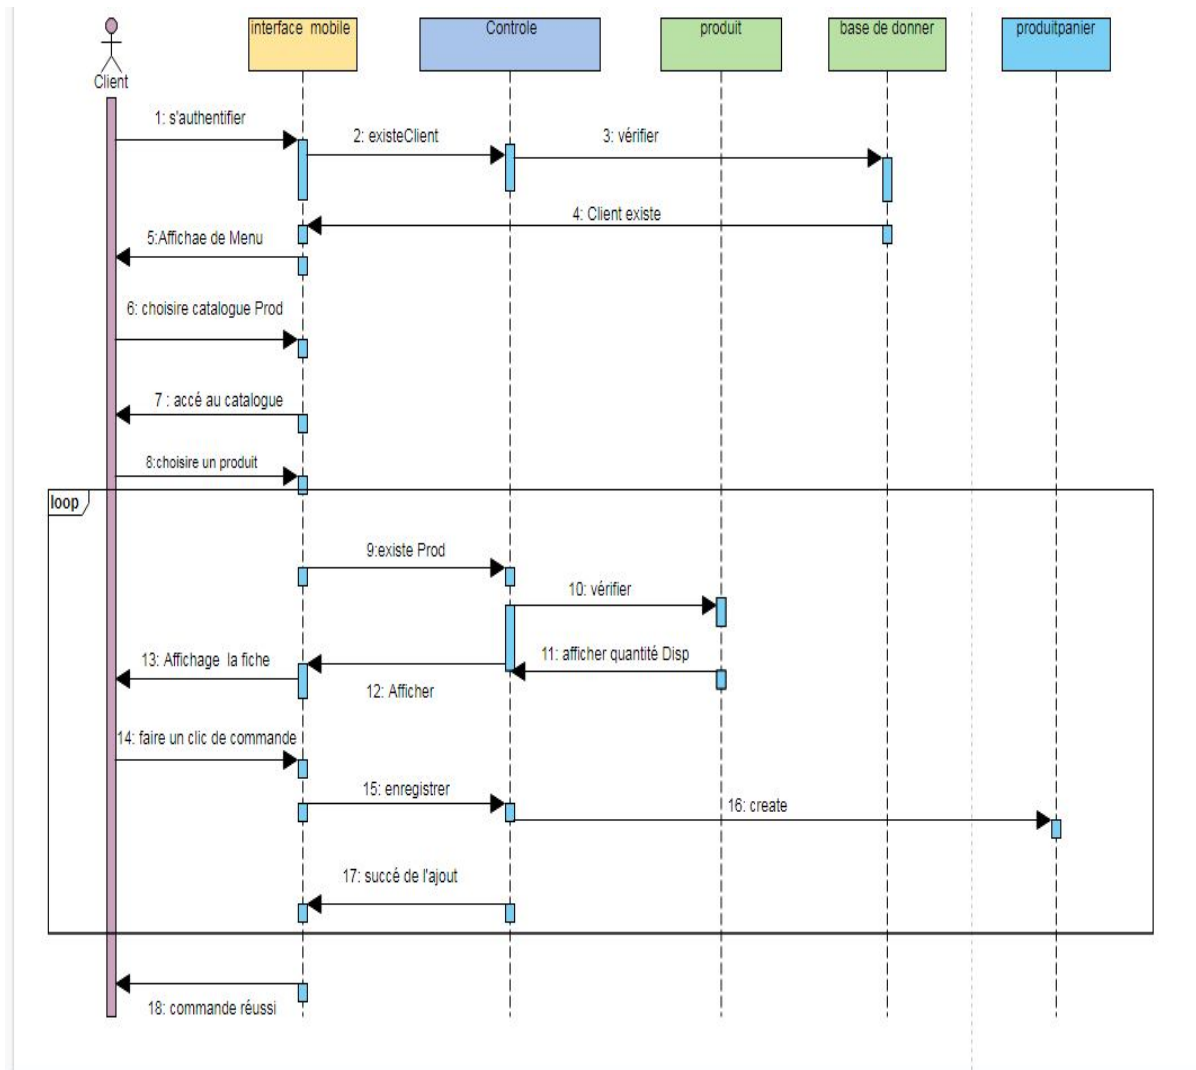 interface  mobile
Controle
produit
base de donner
produitpanier
Client
1: s'authentifier
2: existeClient
3: vérifier
4: Client existe
5:Affichae de Menu
6: choisire catalogue Prod
7 : accé au catalogue
8:choisire un produit
loop
9:existe Prod
10: vérifier
11: afficher quantité Disp
12: Afficher
13: Affichage  la fiche
14: faire un clic de commande
15: enregistrer
16: create
17: succé de l'ajout
18: commande réussi